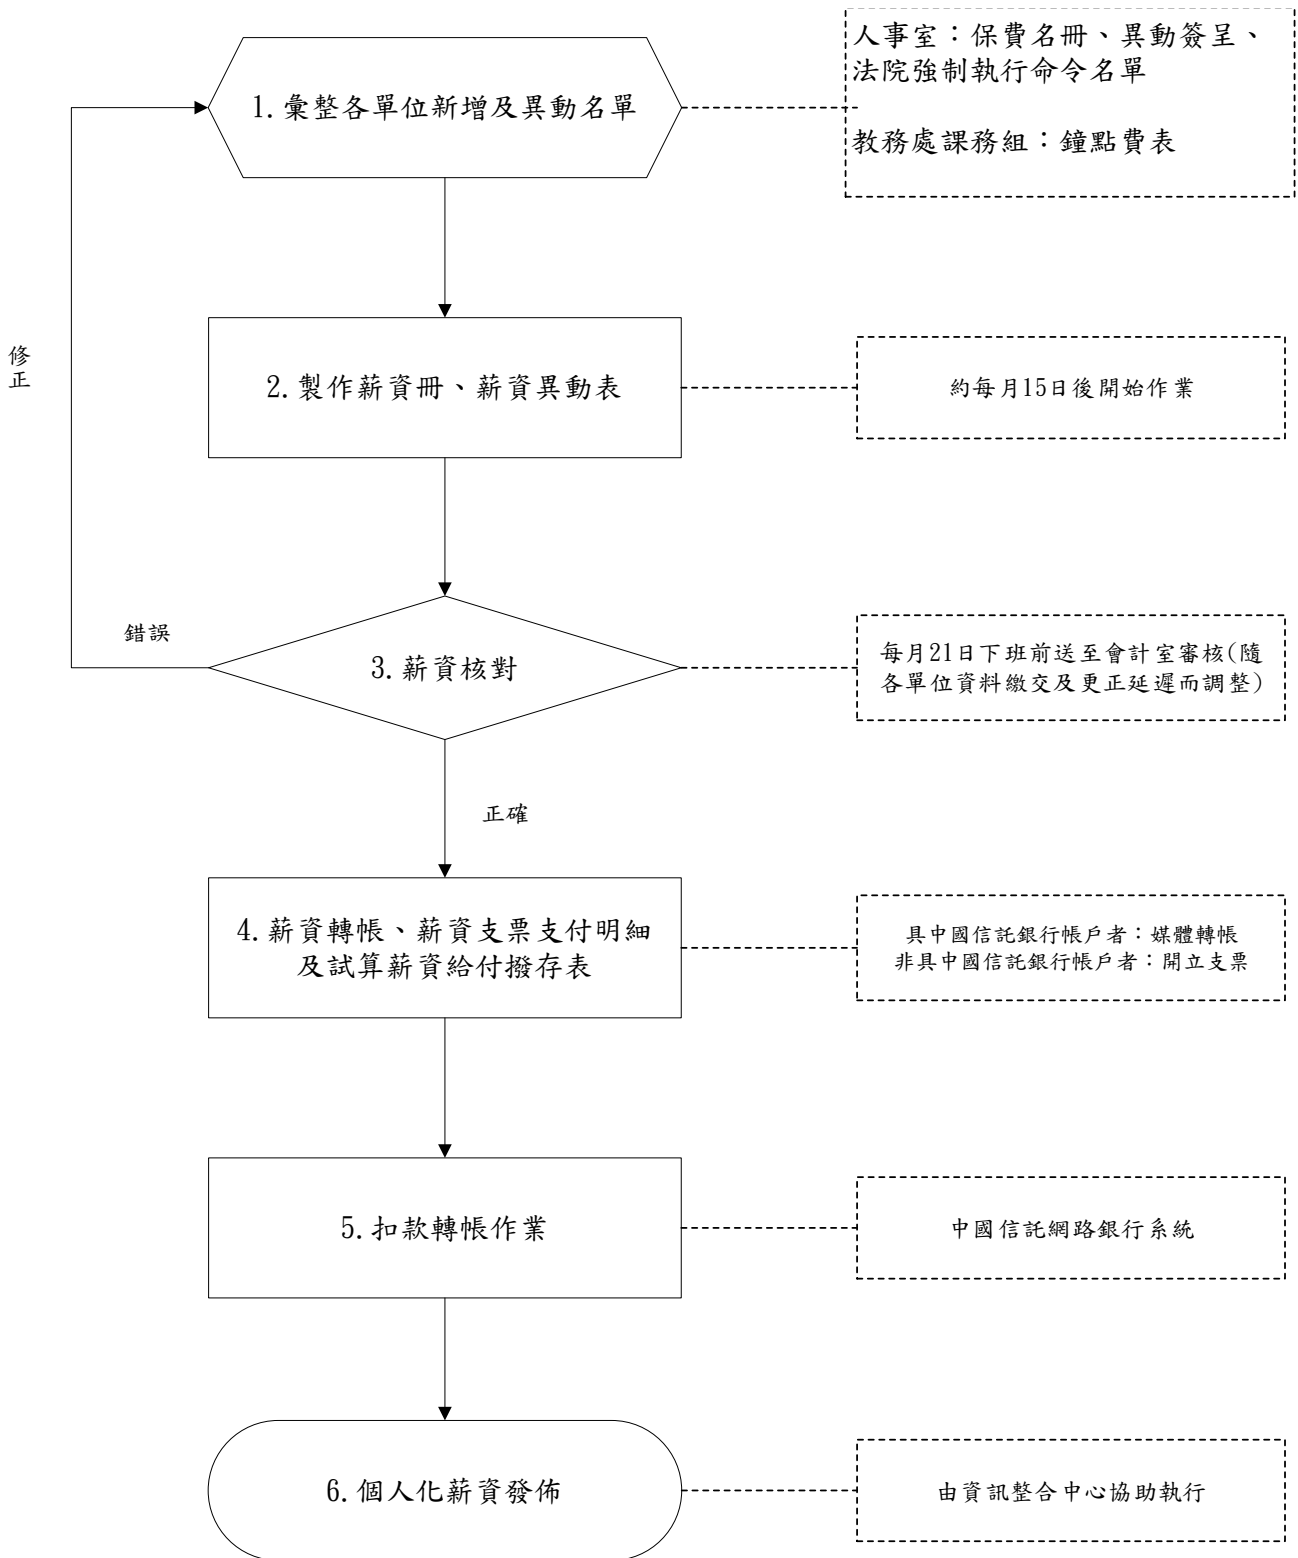 人事室：保費名冊、異動簽呈、
法院強制執行命令名單
1.彙整各單位新增及異動名單
教務處課務組：鐘點費表
修正
2.製作薪資冊、薪資異動表
約每月15日後開始作業
錯誤
3.薪資核對
每月21日下班前送至會計室審核(隨
各單位資料繳交及更正延遲而調整)
正確
4.薪資轉帳、薪資支票支付明細
及試算薪資給付撥存表
具中國信託銀行帳戶者：媒體轉帳
非具中國信託銀行帳戶者：開立支票
5.扣款轉帳作業
中國信託網路銀行系統
6.個人化薪資發佈
由資訊整合中心協助執行